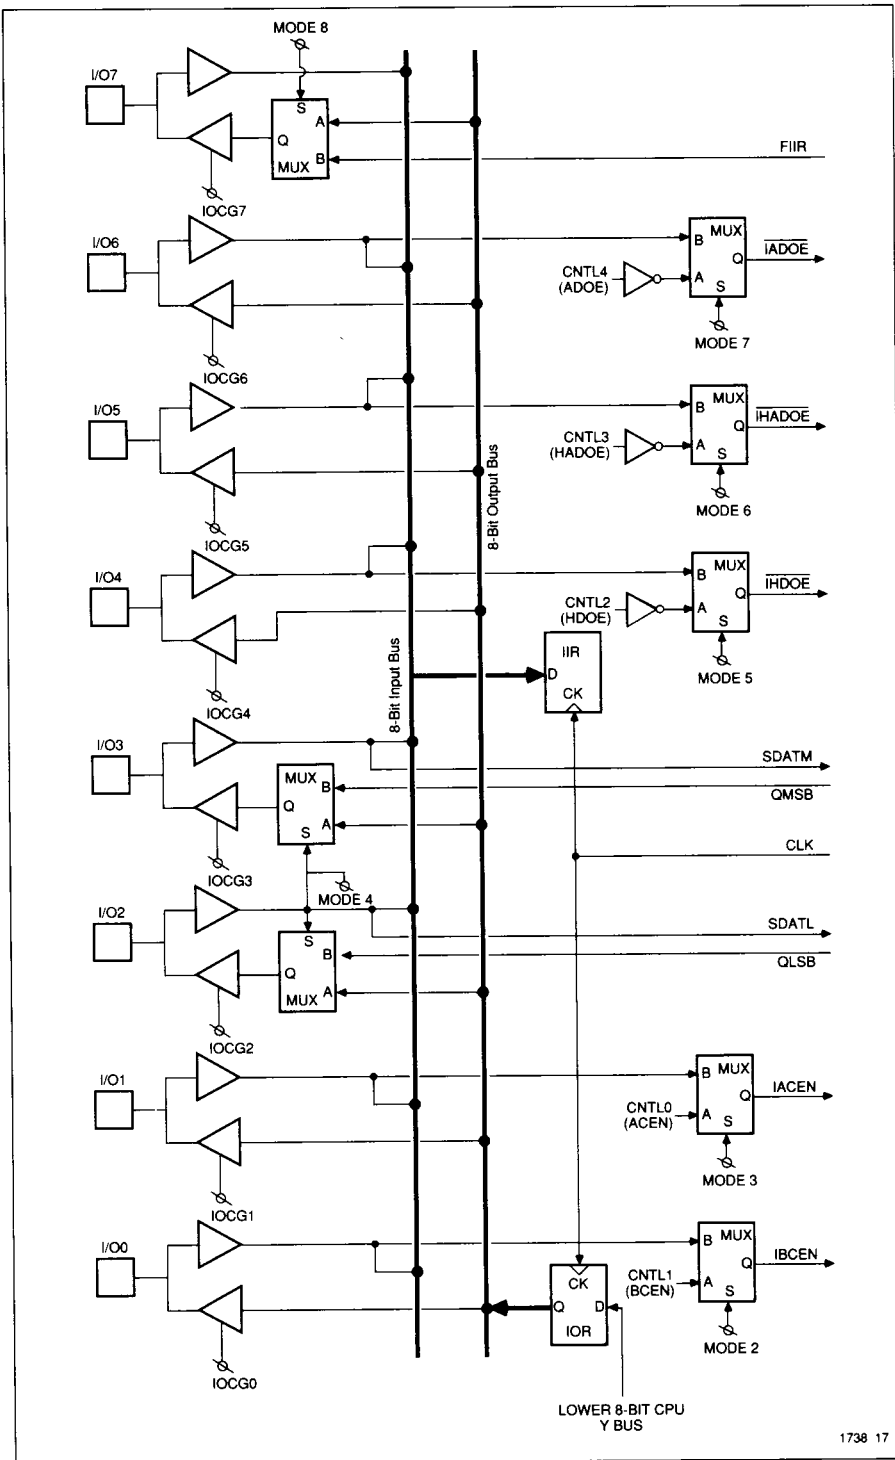 MODE 8
I/O7
S
A
Q
MUX
B
FIIR
IOCG7
I/O6
B
MUX
IADOE
Q
CNTL4
(ADOE)
A
S
IOCG6
MODE 7
I/O5
B
MUX
IHADOE
Q
CNTL3
(HADOE)
A
S
IOCG5
MODE 6
8-Bit Output Bus
I/O4
B
MUX
IHDOE
Q
CNTL2
(HDOE)
A
S
IOCG4
MODE 5
8-Bit Input Bus
IIR
D
CK
I/O3
SDATM
MUX
B
QMSB
Q
A
S
IOCG3
CLK
MODE 4
I/O2
SDATL
S
B
QLSB
Q
A
MUX
IOCG2
I/O1
B
MUX
IACEN
Q
CNTL0
(ACEN)
A
S
IOCG1
MODE 3
I/O0
B
MUX
IBCEN
Q
CNTL1
(BCEN)
A
S
CK
Q
D
IOR
MODE 2
IOCG0
LOWER 8-BIT CPU
Y BUS
1738 17